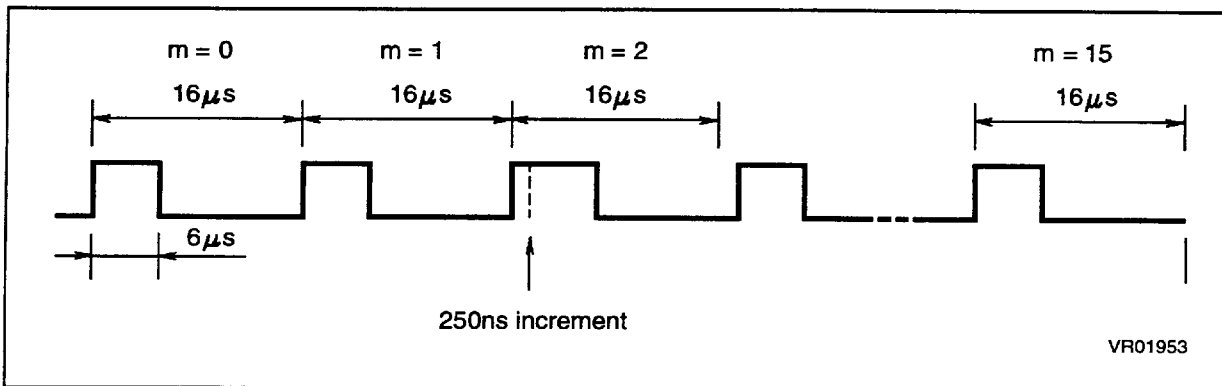 m = 0 m = 1 m = 2 m = 15
16μs 16μs 16μs 16μs
6μs
250ns increment
VR01953